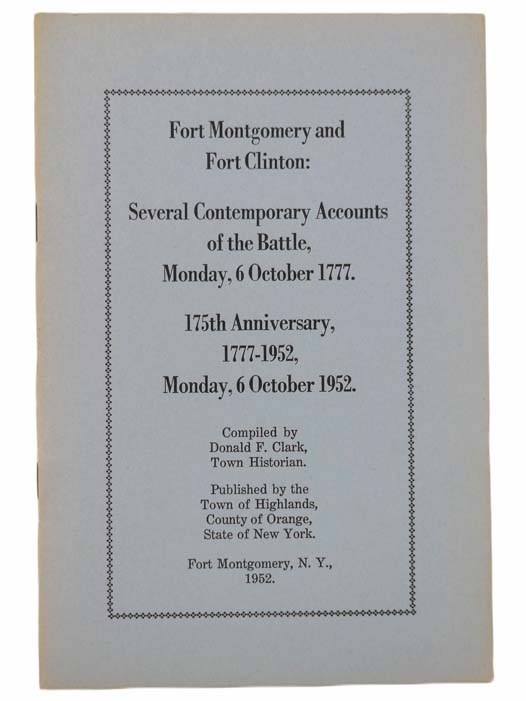 Fort Montgomery and
Fort Clinton:
Several Contemporary Accounts
of the Battle,
Monday, 6 October 1777.
175th Anniversary,
1777-1952,
Monday, 6 October 1952.
Compiled by
Donald F. Clark,
Town Historian.
Published by the
Town of Highlands,
County of Orange,
State of New York.
Fort Montgomery, N. Y.,
1952.